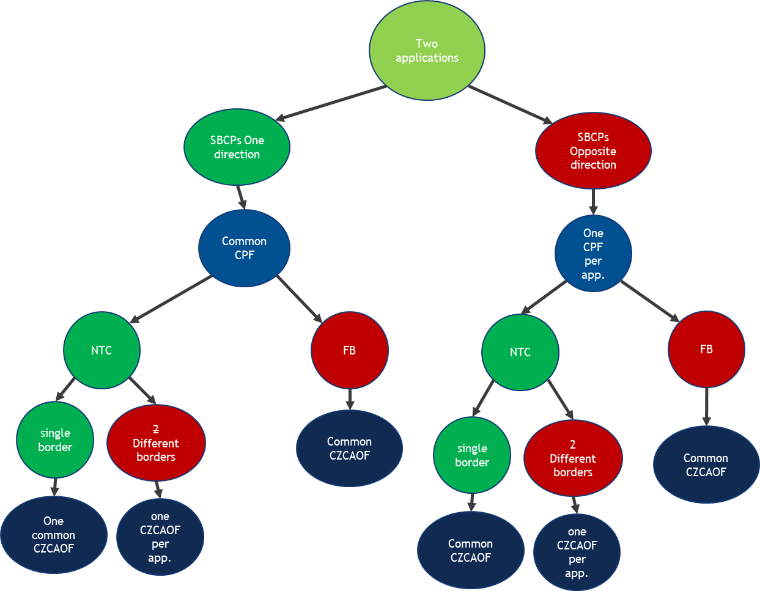 Two
applications
SBCPs One
direction
SBCPs
Opposite
direction
Common
CPF
One
CPF
per
app.
NTC
FB
NTC
FB
single
border
2
Different
borders
Common
CZCAOF
single
border
2
Different
borders
Common
CZCAOF
One
common
CZCAOF
one
CZCAOF
per
app.
Common
CZCAOF
one
CZCAOF
per
app.